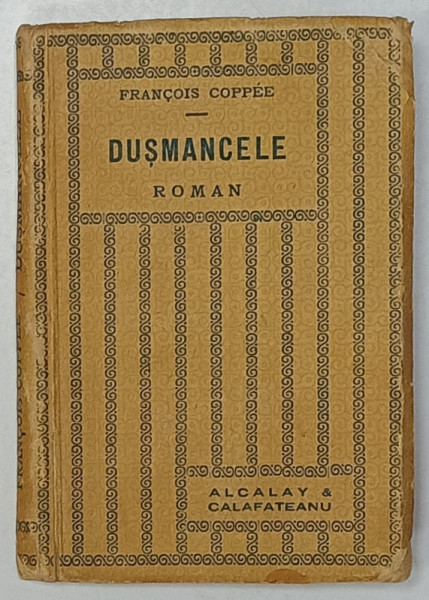 FRANÇOIS COPPÉE
DUȘMANCELE
ROMAN
ALCALAY &
CALAFATEANU